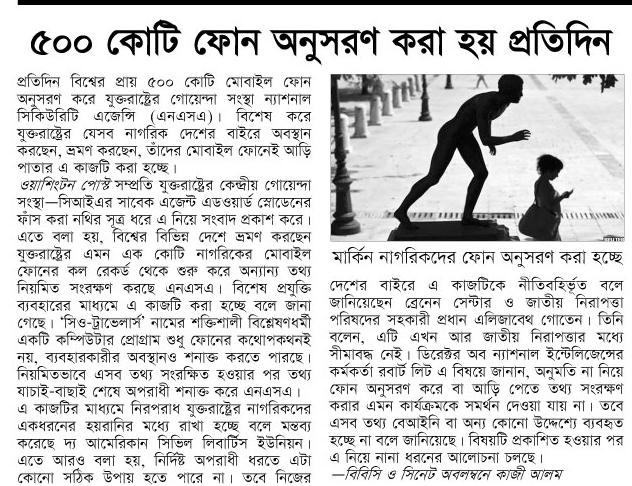 ৫০০ কোটি ফোন অনুসরণ করা হয় প্রতিদিন
প্রতিদিন বিশ্বের প্রায় ৫০০ কোটি মোবাইল ফোন
অনুসরণ করে যুক্তরাষ্ট্রের গোয়েন্দা সংস্থা ন্যাশনাল
সিকিউরিটি এজেন্সি (এনএসএ)। বিশেষ করে
যুক্তরাষ্ট্রের যেসব নাগরিক দেশের বাইরে অবস্থান
করছেন, ভ্রমণ করছেন, তাঁদের মোবাইল ফোনেই আড়ি
পাতার এ কাজটি করা হচ্ছে।
ওয়াশিংটন পোস্ট সম্প্রতি যুক্তরাষ্ট্রের কেন্দ্রীয় গোয়েন্দা
সংস্থা—সিআইএর সাবেক এজেন্ট এডওয়ার্ড স্নোডেনের
ফাঁস করা নথির সূত্র ধরে এ নিয়ে সংবাদ প্রকাশ করে।
এতে বলা হয়, বিশ্বের বিভিন্ন দেশে ভ্রমণ করছেন
যুক্তরাষ্ট্রের এমন এক কোটি নাগরিকের মোবাইল
ফোনের কল রেকর্ড থেকে শুরু করে অন্যান্য তথ্য
নিয়মিত সংরক্ষণ করছে এনএসএ। বিশেষ প্রযুক্তি
ব্যবহারের মাধ্যমে এ কাজটি করা হচ্ছে বলে জানা
গেছে। ‘সিও-ট্রাভেলার্স’ নামের শক্তিশালী বিশ্লেষণধর্মী
একটি কম্পিউটার প্রোগ্রাম শুধু ফোনের কথোপকথনই
নয়, ব্যবহারকারীর অবস্থানও শনাক্ত করতে পারছে।
নিয়মিতভাবে এসব তথ্য সংরক্ষিত হওয়ার পর তথ্য
যাচাই-বাছাই শেষে অপরাধী শনাক্ত করে এনএসএ।
এ কাজটির মাধ্যমে নিরপরাধ যুক্তরাষ্ট্রের নাগরিকদের
একধরনের হয়রানির মধ্যে রাখা হচ্ছে বলে মন্তব্য
করেছে দ্য আমেরিকান সিভিল লিবার্টিস ইউনিয়ন।
এতে আরও বলা হয়, নির্দিষ্ট অপরাধী ধরতে এটা
কোনো সঠিক উপায় হতে পারে না। তবে নিজের
মার্কিন নাগরিকদের ফোন অনুসরণ করা হচ্ছে
দেশের বাইরে এ কাজটিকে নীতিবহির্ভূত বলে
জানিয়েছেন ব্রেনেন সেন্টার ও জাতীয় নিরাপত্তা
পরিষদের সহকারী প্রধান এলিজাবেথ গোতেন। তিনি
বলেন, এটি এখন আর জাতীয় নিরাপত্তার মধ্যে
সীমাবদ্ধ নেই। ডিরেক্টর অব ন্যাশনাল ইন্টেলিজেন্সের
কর্মকর্তা রবার্ট লিট এ বিষয়ে জানান, অনুমতি না নিয়ে
ফোন অনুসরণ করে বা আড়ি পেতে তথ্য সংরক্ষণ
করার এমন কার্যক্রমকে সমর্থন দেওয়া যায় না। তবে
এসব তথ্য বেআইনি বা অন্য কোনো উদ্দেশ্যে ব্যবহৃত
হচ্ছে না বলে জানিয়েছে। বিষয়টি প্রকাশিত হওয়ার পর
এ নিয়ে নানা ধরনের আলোচনা চলছে।
—বিবিসি ও সিনেট অবলম্বনে কাজী আলম